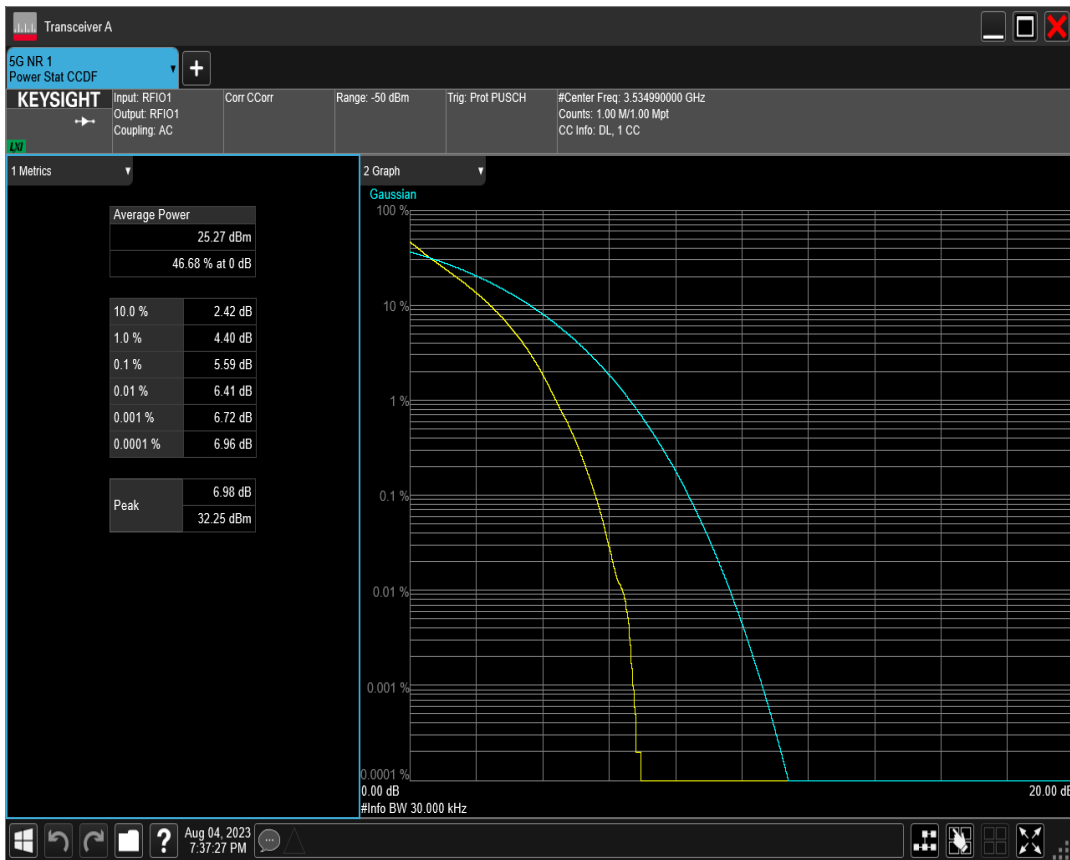 Transceiver A
5G NR 1
Power Stat CCDF
+
KEYSIGHT
LXI
Input: RFIO1
Output: RFIO1
Coupling: AC
Corr CCorr
Range: -50 dBm
Trig: Prot PUSCH
#Center Freq: 3.534990000 GHz
Counts: 1.00 M/1.00 Mpt
CC Info: DL, 1 CC
1 Metrics
Average Power
25.27 dBm
46.68 % at 0 dB
10.0 % 2.42 dB
1.0 % 4.40 dB
0.1 % 5.59 dB
0.01 % 6.41 dB
0.001 % 6.72 dB
0.0001 % 6.96 dB
Peak
6.98 dB
32.25 dBm
2 Graph
Gaussian
100 %
10 %
1 %
0.1 %
0.01 %
0.001 %
0.0001 %
0.00 dB
20.00 dB
#Info BW 30.000 kHz
?
Aug 04, 2023
7:37:27 PM